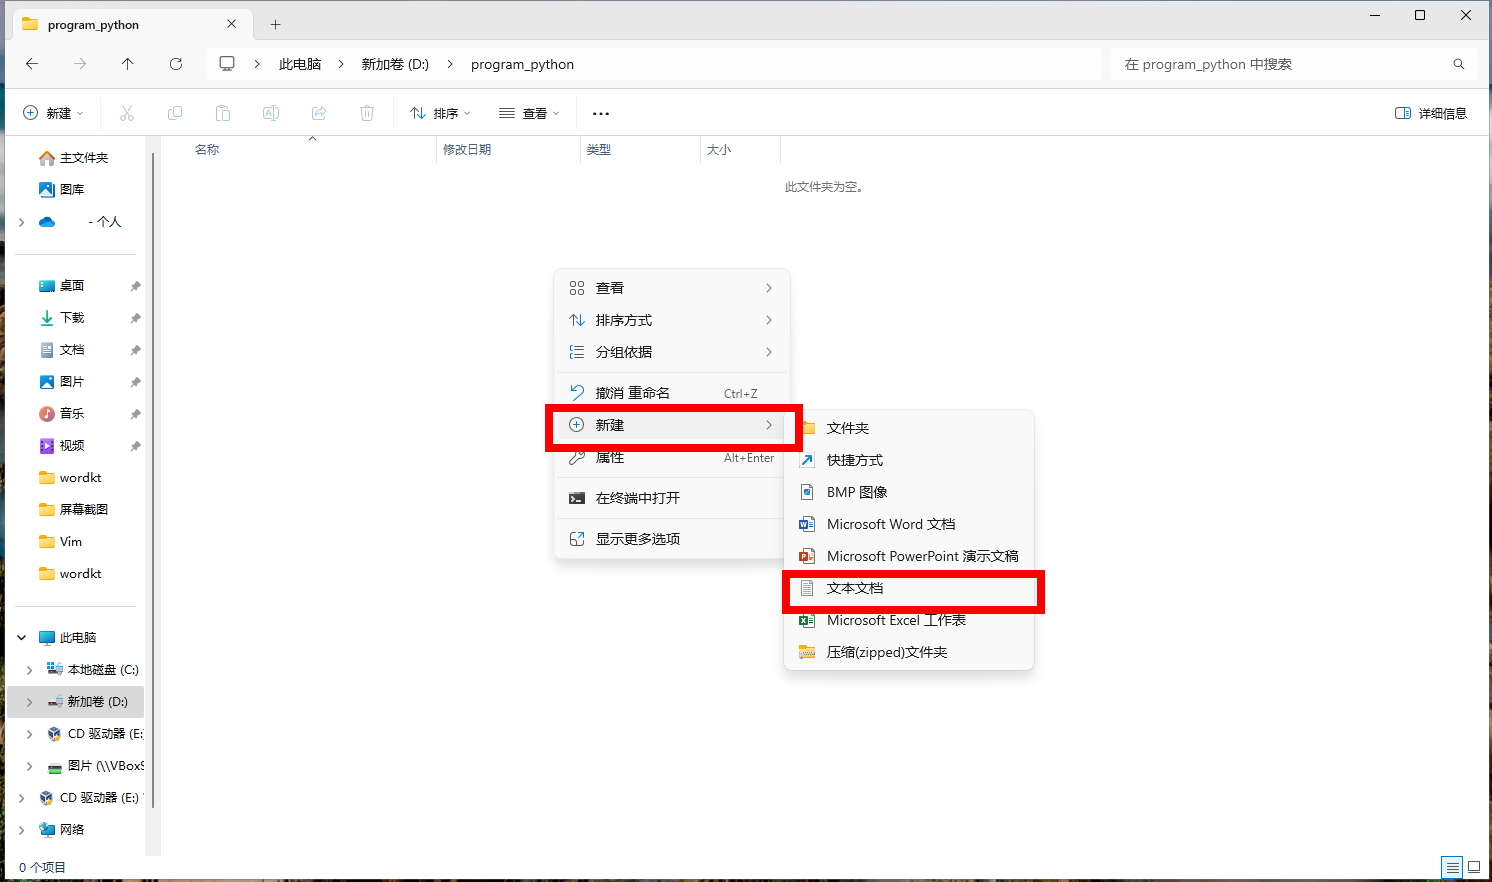 program_python
此电脑 新加卷 (D:) program_python
在 program_python 中搜索
新建 排序 查看 详细信息
名称 修改日期 类型 大小
此文件夹为空。
主文件夹
图库
- 个人
桌面
下载
文档
图片
音乐
视频
wordkt
屏幕截图
Vim
wordkt
此电脑
本地磁盘 (C:)
新加卷 (D:)
CD 驱动器 (E:
图片 (\\VBoxS
CD 驱动器 (E:)
网络
0 个项目
查看
排序方式
分组依据
撤消 重命名 Ctrl+Z
新建
属性 Alt+Enter
在终端中打开
显示更多选项
文件夹
快捷方式
BMP 图像
Microsoft Word 文档
Microsoft PowerPoint 演示文稿
文本文档
Microsoft Excel 工作表
压缩(zipped)文件夹